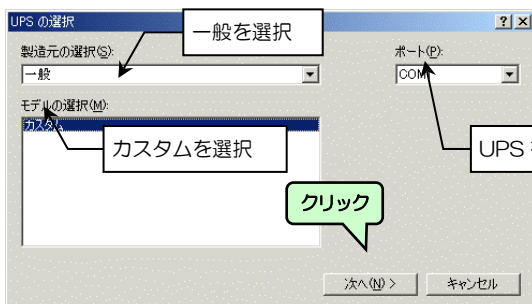 UPS の選択
一般を選択
製造元の選択(S):
ポート(P):
一般
COM
モデルの選択(M):
カスタム
カスタムを選択
UPS
クリック
次へ(N) >
キャンセル